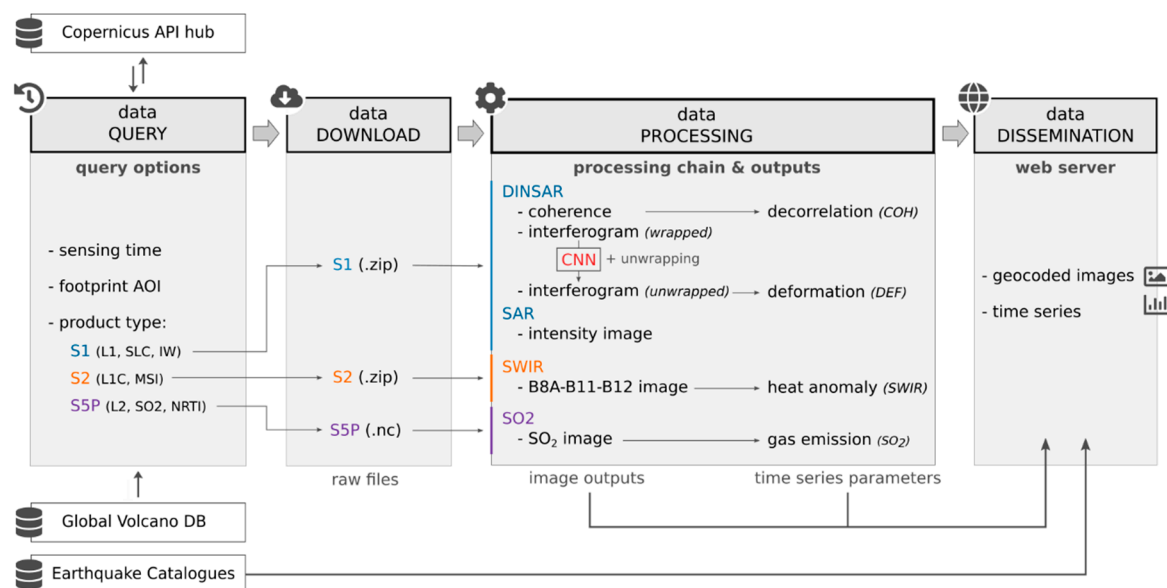 Copernicus API hub
data
QUERY
query options
- sensing time
- footprint AOI
- product type:
S1 (L1, SLC, IW)
S2 (L1C, MSI)
S5P (L2, SO2, NRTI)
Global Volcano DB
Earthquake Catalogues
data
DOWNLOAD
S1 (.zip)
S2 (.zip)
S5P (.nc)
raw files
data
PROCESSING
processing chain & outputs
DINSAR
- coherence decorrelation (COH)
- interferogram (wrapped)
CNN + unwrapping
- interferogram (unwrapped) deformation (DEF)
SAR
- intensity image
SWIR
- B8A-B11-B12 image heat anomaly (SWIR)
SO2
- SO₂ image gas emission (SO₂)
image outputs time series parameters
data
DISSEMINATION
web server
- geocoded images
- time series